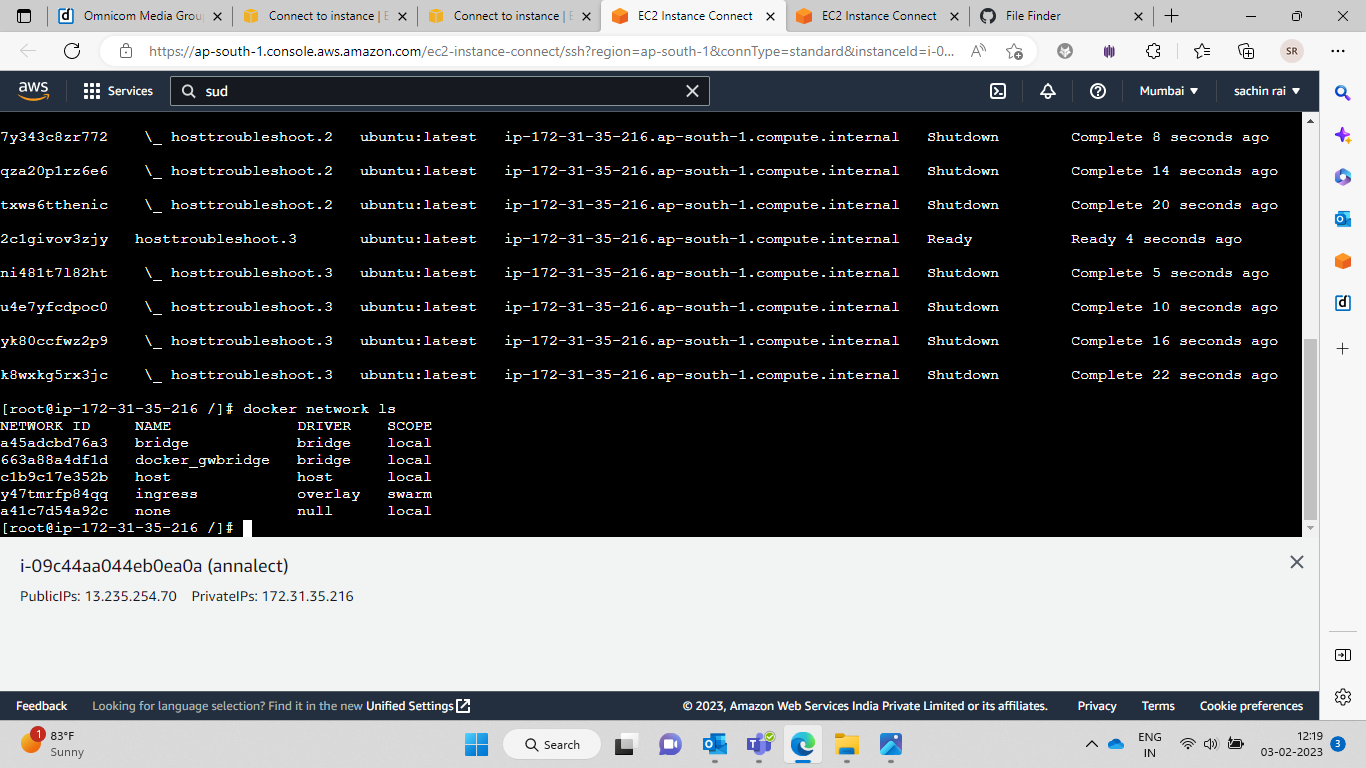 Omnicom Media Grou
Connect to instance | E
Connect to instance | E
EC2 Instance Connect
EC2 Instance Connect
File Finder
https://ap-south-1.console.aws.amazon.com/ec2-instance-connect/ssh?region=ap-south-1&connType=standard&instanceId=i-0...
SR
aws Services sud Mumbai sachin rai
7y343c8zr772 \_ hosttroubleshoot.2 ubuntu:latest ip-172-31-35-216.ap-south-1.compute.internal Shutdown Complete 8 seconds ago
qza20p1rz6e6 \_ hosttroubleshoot.2 ubuntu:latest ip-172-31-35-216.ap-south-1.compute.internal Shutdown Complete 14 seconds ago
txws6tthenic \_ hosttroubleshoot.2 ubuntu:latest ip-172-31-35-216.ap-south-1.compute.internal Shutdown Complete 20 seconds ago
2c1givov3zjy hosttroubleshoot.3 ubuntu:latest ip-172-31-35-216.ap-south-1.compute.internal Ready Ready 4 seconds ago
ni481t7l82ht \_ hosttroubleshoot.3 ubuntu:latest ip-172-31-35-216.ap-south-1.compute.internal Shutdown Complete 5 seconds ago
u4e7yfcdpoc0 \_ hosttroubleshoot.3 ubuntu:latest ip-172-31-35-216.ap-south-1.compute.internal Shutdown Complete 10 seconds ago
yk80ccfwz2p9 \_ hosttroubleshoot.3 ubuntu:latest ip-172-31-35-216.ap-south-1.compute.internal Shutdown Complete 16 seconds ago
k8wxkg5rx3jc \_ hosttroubleshoot.3 ubuntu:latest ip-172-31-35-216.ap-south-1.compute.internal Shutdown Complete 22 seconds ago
[root@ip-172-31-35-216 /]# docker network ls
NETWORK ID NAME DRIVER SCOPE
a45adcbd76a3 bridge bridge local
663a88a4df1d docker_gwbridge bridge local
c1b9c17e352b host host local
y47tmrfp84qq ingress overlay swarm
a41c7d54a92c none null local
[root@ip-172-31-35-216 /]#
i-09c44aa044eb0ea0a (annalect)
PublicIPs: 13.235.254.70 PrivateIPs: 172.31.35.216
Feedback Looking for language selection? Find it in the new Unified Settings © 2023, Amazon Web Services India Private Limited or its affiliates. Privacy Terms Cookie preferences
1 83°F
Sunny
Search
ENG
IN
12:19
03-02-2023
3